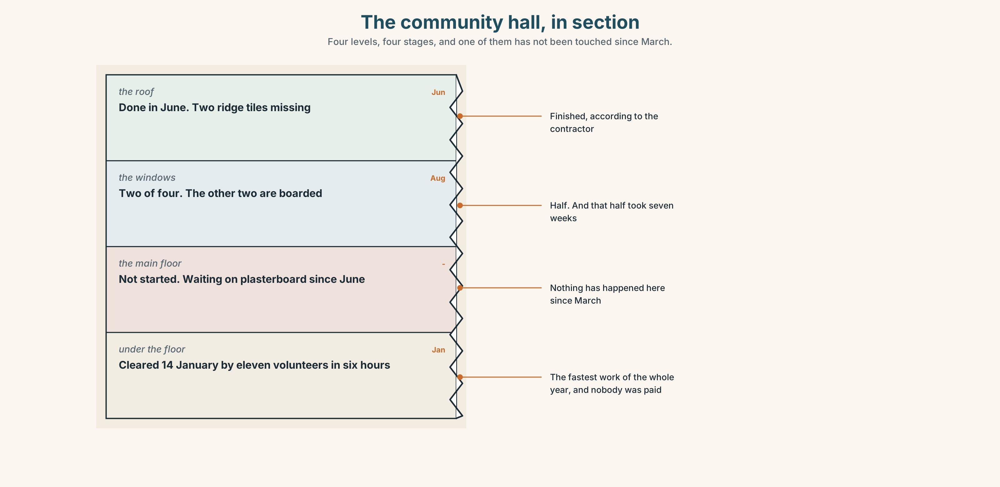 The community hall, in section
Four levels, four stages, and one of them has not been touched since March.
the roof
Jun
Done in June. Two ridge tiles missing
Finished, according to the
contractor
the windows
Aug
Two of four. The other two are boarded
Half. And that half took seven
weeks
the main floor
-
Not started. Waiting on plasterboard since June
Nothing has happened here
since March
under the floor
Jan
Cleared 14 January by eleven volunteers in six hours
The fastest work of the whole
year, and nobody was paid